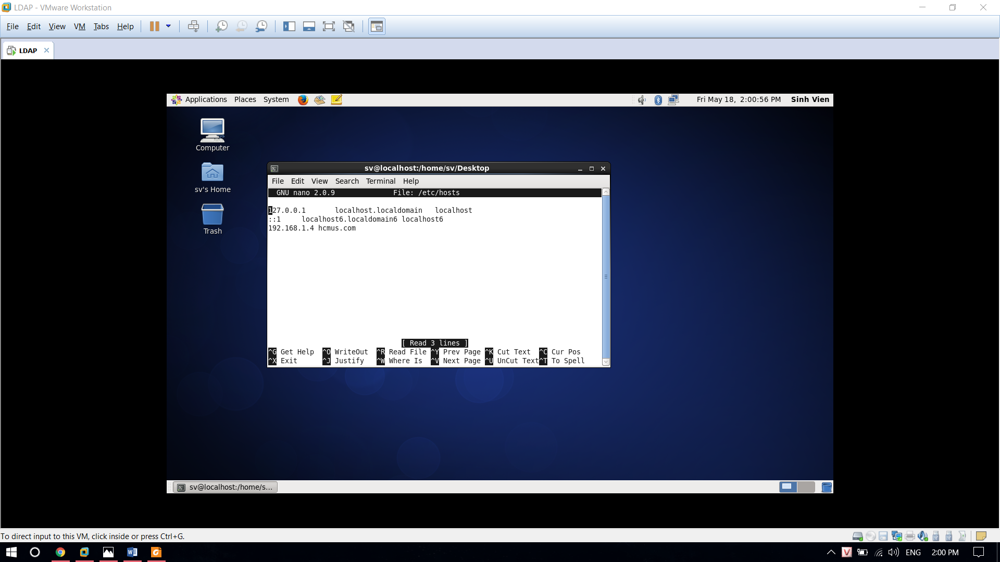 LDAP - VMware Workstation
File Edit View VM Tabs Help
LDAP
Applications Places System Fri May 18, 2:00:56 PM Sinh Vien
Computer
sv's Home
Trash
sv@localhost:/home/sv/Desktop
File Edit View Search Terminal Help
GNU nano 2.0.9 File: /etc/hosts
127.0.0.1 localhost.localdomain localhost
::1 localhost6.localdomain6 localhost6
192.168.1.4 hcmus.com
[ Read 3 lines ]
^G Get Help ^O WriteOut ^R Read File ^Y Prev Page ^K Cut Text ^C Cur Pos
^X Exit ^J Justify ^W Where Is ^V Next Page ^U UnCut Text ^T To Spell
sv@localhost:/home/s...
To direct input to this VM, click inside or press Ctrl+G.
ENG 2:00 PM